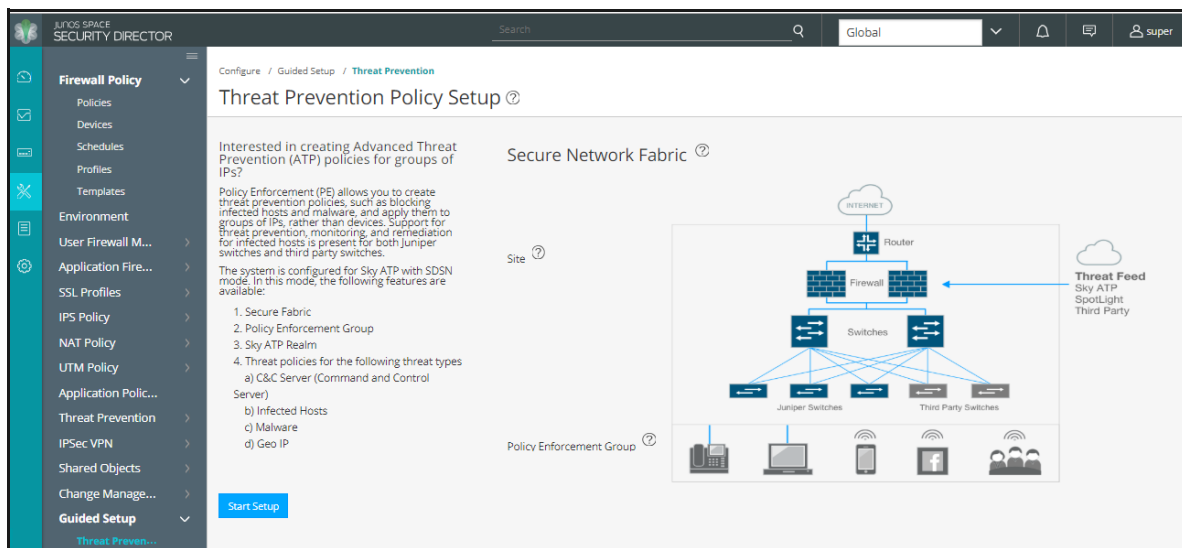 JUNOS SPACE
SECURITY DIRECTOR
Search
Global
super
Firewall Policy
Policies
Devices
Schedules
Profiles
Templates
Environment
User Firewall M...
Application Fire...
SSL Profiles
IPS Policy
NAT Policy
UTM Policy
Application Polic...
Threat Prevention
IPSec VPN
Shared Objects
Change Manage...
Guided Setup
Threat Preven...
Configure / Guided Setup / Threat Prevention
Threat Prevention Policy Setup ?
Interested in creating Advanced Threat
Prevention (ATP) policies for groups of
IPs?
Policy Enforcement (PE) allows you to create
threat prevention policies, such as blocking
infected hosts and malware, and apply them to
groups of IPs, rather than devices. Support for
threat prevention, monitoring, and remediation
for infected hosts is present for both Juniper
switches and third party switches.
The system is configured for Sky ATP with SDSN
mode. In this mode, the following features are
available:
1. Secure Fabric
2. Policy Enforcement Group
3. Sky ATP Realm
4. Threat policies for the following threat types
a) C&C Server (Command and Control
Server)
b) Infected Hosts
c) Malware
d) Geo IP
Start Setup
Secure Network Fabric ?
Site ?
Policy Enforcement Group ?
INTERNET
Router
Firewall
Switches
Juniper Switches
Third Party Switches
Threat Feed
Sky ATP
SpotLight
Third Party